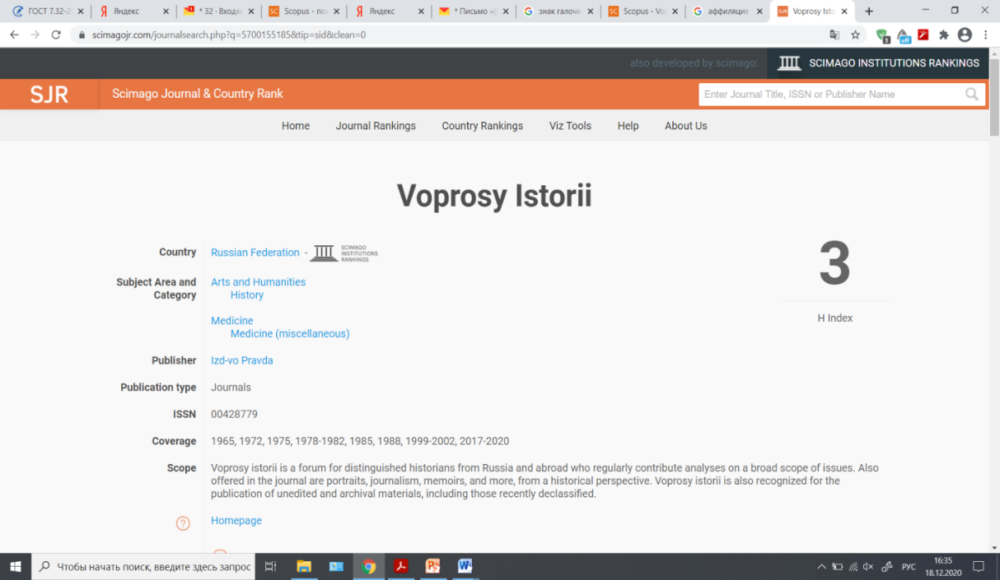 ГОСТ 7.32-2
Яндекс
* 32 · Входя
Scopus - по
Яндекс
* Письмо «
знак галоч
Scopus - Vo
аффиляция
Voprosy Isto
scimagojr.com/journalsearch.php?q=5700155185&tip=sid&clean=0
also developed by scimago:
SCIMAGO INSTITUTIONS RANKINGS
SJR
Scimago Journal & Country Rank
Enter Journal Title, ISSN or Publisher Name
Home
Journal Rankings
Country Rankings
Viz Tools
Help
About Us
Voprosy Istorii
Country
Russian Federation -
SCIMAGO
INSTITUTIONS
RANKINGS
Subject Area and
Category
Arts and Humanities
History
Medicine
Medicine (miscellaneous)
Publisher
Izd-vo Pravda
Publication type
Journals
ISSN
00428779
Coverage
1965, 1972, 1975, 1978-1982, 1985, 1988, 1999-2002, 2017-2020
Scope
Voprosy istorii is a forum for distinguished historians from Russia and abroad who regularly contribute analyses on a broad scope of issues. Also
offered in the journal are portraits, journalism, memoirs, and more, from a historical perspective. Voprosy istorii is also recognized for the
publication of unedited and archival materials, including those recently declassified.
Homepage
3
H Index
Чтобы начать поиск, введите здесь запрос
РУС
16:35
18.12.2020